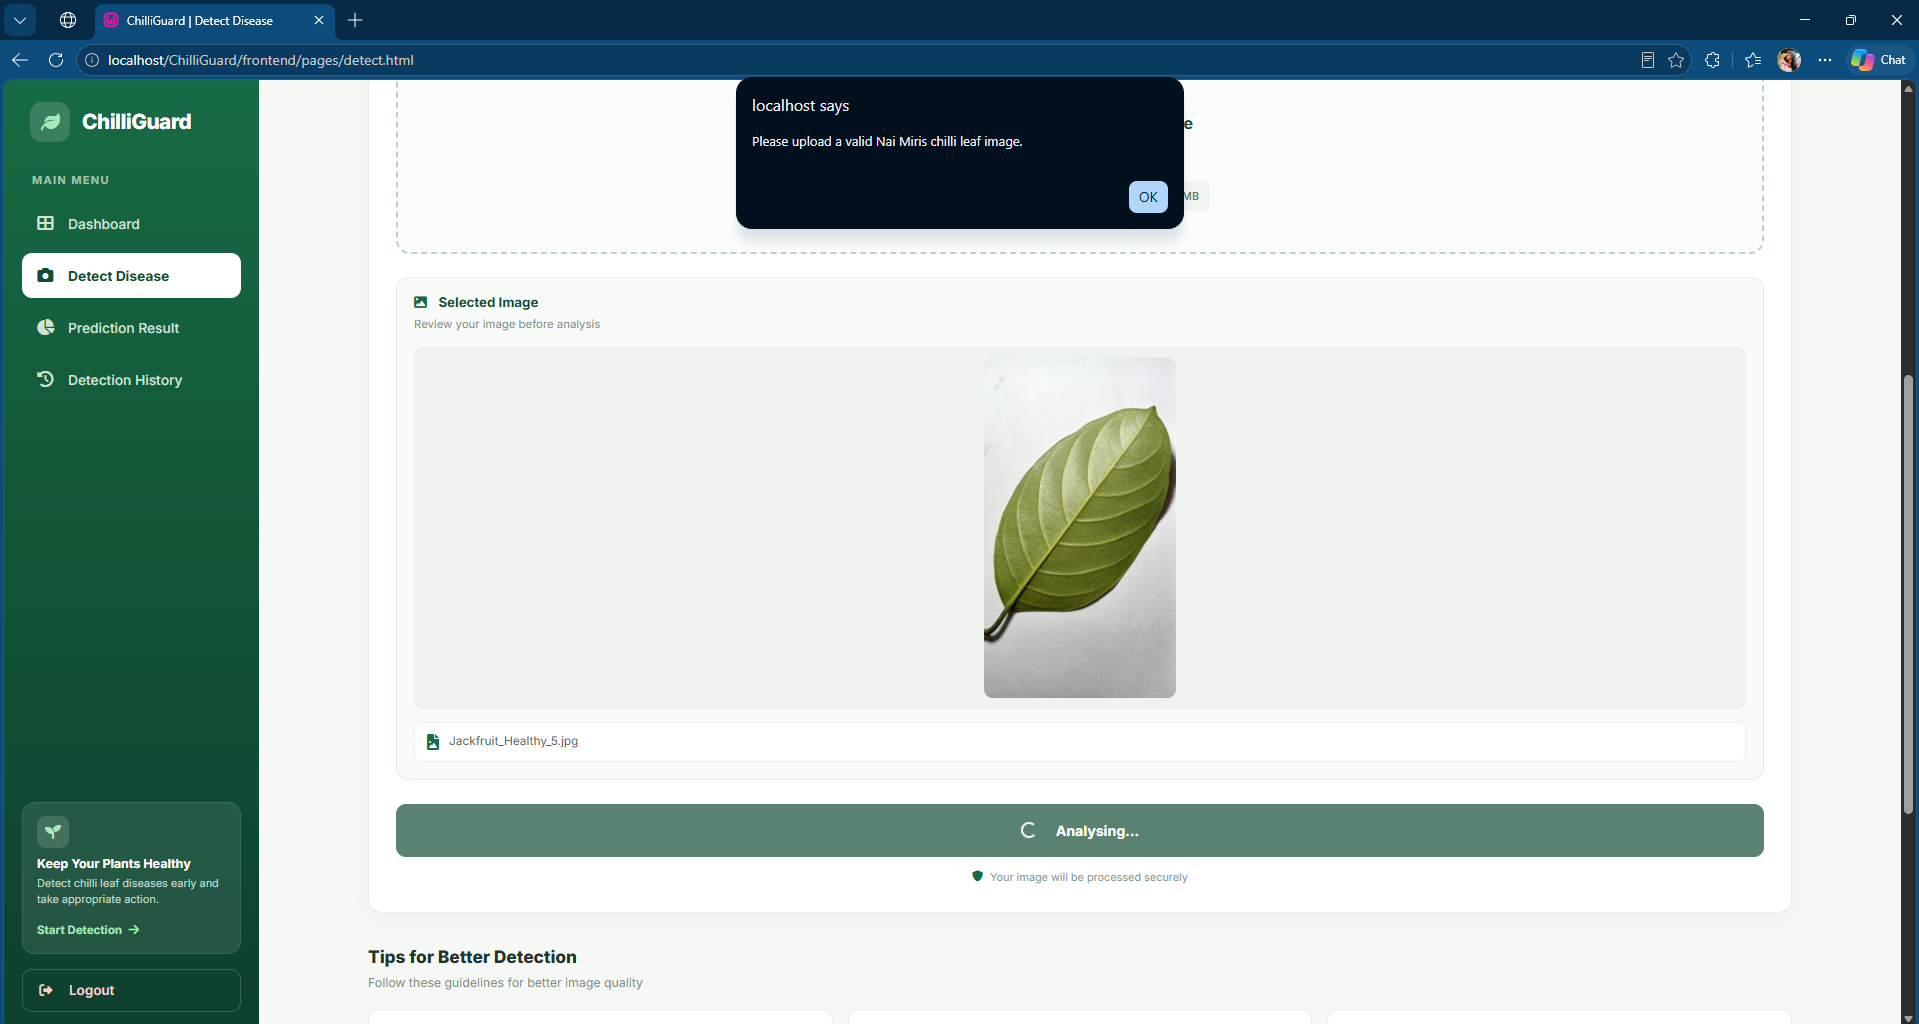 ChilliGuard | Detect Disease
localhost/ChilliGuard/frontend/pages/detect.html
Chat
ChilliGuard
MAIN MENU
Dashboard
Detect Disease
Prediction Result
Detection History
Keep Your Plants Healthy
Detect chilli leaf diseases early and
take appropriate action.
Start Detection →
Logout
localhost says
Please upload a valid Nai Miris chilli leaf image.
OK
e
MB
Selected Image
Review your image before analysis
Jackfruit_Healthy_5.jpg
Analysing...
Your image will be processed securely
Tips for Better Detection
Follow these guidelines for better image quality